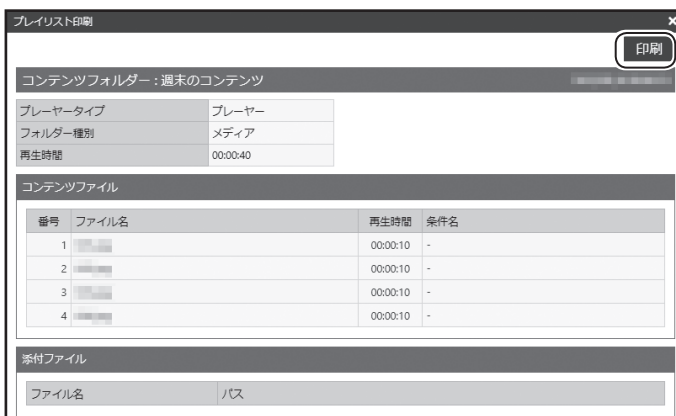 プレイリスト印刷 ×
印刷
コンテンツフォルダー : 週末のコンテンツ
プレーヤータイプ プレーヤー
フォルダー種別 メディア
再生時間 00:00:40
コンテンツファイル
番号 ファイル名 再生時間 条件名
1 00:00:10 -
2 00:00:10 -
3 00:00:10 -
4 00:00:10 -
添付ファイル
ファイル名 パス